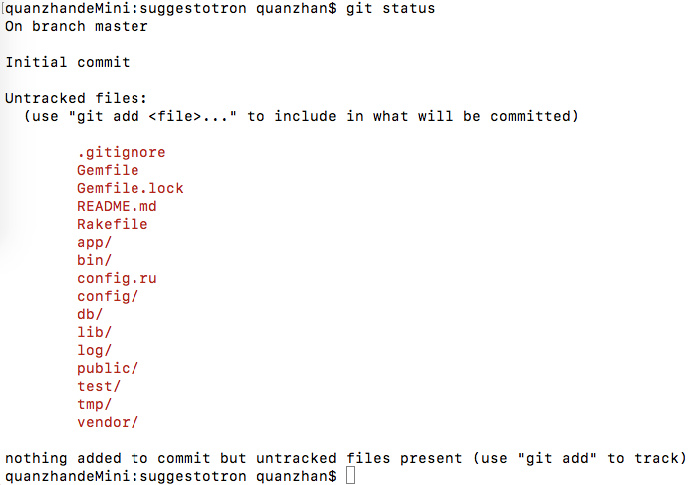 [quanzhandeMini:suggestotron quanzhan$ git status
On branch master
Initial commit
Untracked files:
(use "git add <file>..." to include in what will be committed)
.gitignore
Gemfile
Gemfile.lock
README.md
Rakefile
app/
bin/
config.ru
config/
db/
lib/
log/
public/
test/
tmp/
vendor/
nothing added to commit but untracked files present (use "git add" to track)
quanzhandeMini:suggestotron quanzhan$